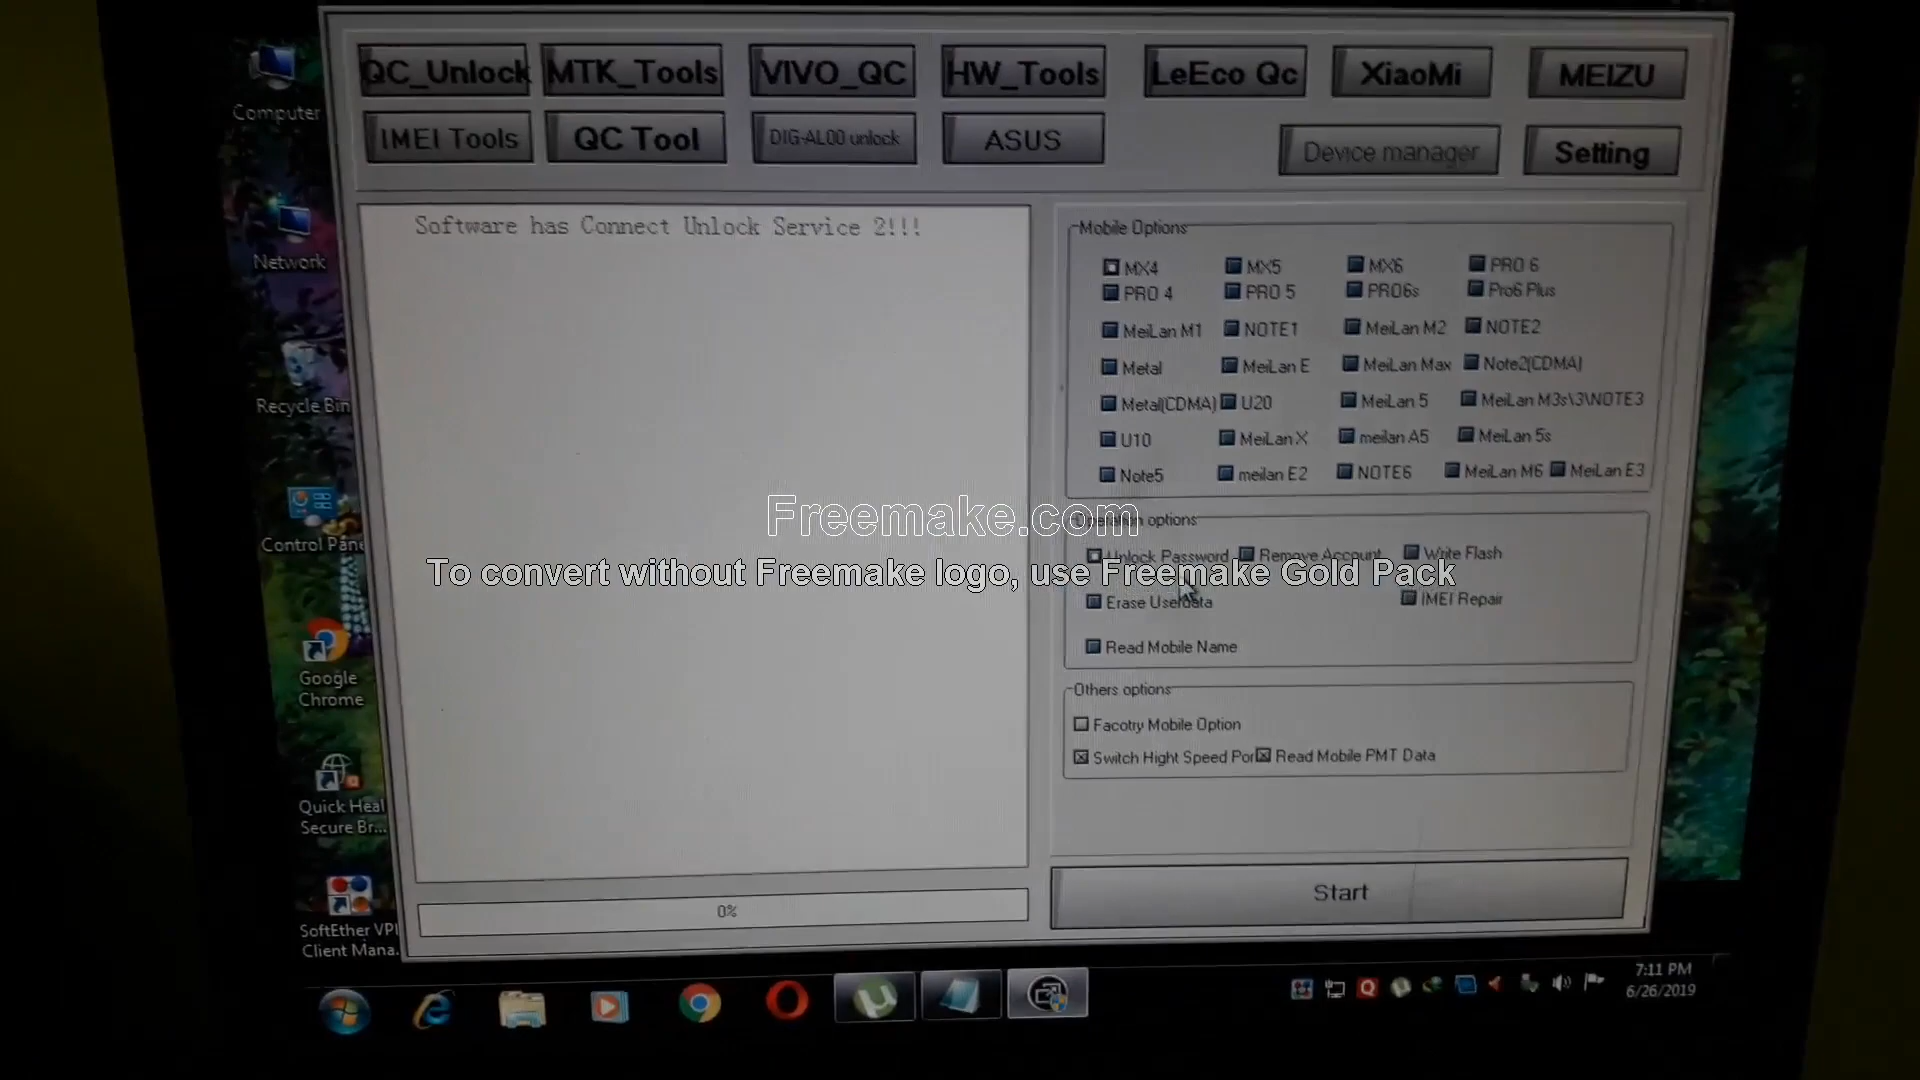 QC_Unlock MTK_Tools VIVO_QC HW_Tools LeEco Qc XiaoMi MEIZU
IMEI Tools QC Tool DIG-AL00 unlock ASUS Device manager Setting
Computer
Network
Recycle Bin
Control Pane
Google
Chrome
Quick Heal
Secure Br...
SoftEther VPI
Client Mana.
Software has Connect Unlock Service 2!!!
0%
Mobile Options
MX4 MX5 MX6 PRO 6
PRO 4 PRO 5 PRO6s Pro6 Plus
MeiLan M1 NOTE1 MeiLan M2 NOTE2
Metal MeiLan E MeiLan Max Note2(CDMA)
Metal(CDMA) U20 MeiLan 5 MeiLan M3s\3\NOTE3
U10 MeiLan X meilan A5 MeiLan 5s
Note5 meilan E2 NOTE6 MeiLan M6 MeiLan E3
Freemake.com
Operation options
Unlock Password Remove Account Write Flash
To convert without Freemake logo, use Freemake Gold Pack
Erase Userdata IMEI Repair
Read Mobile Name
Others options
Facotry Mobile Option
Switch Hight Speed Por Read Mobile PMT Data
Start
7:11 PM
6/26/2019